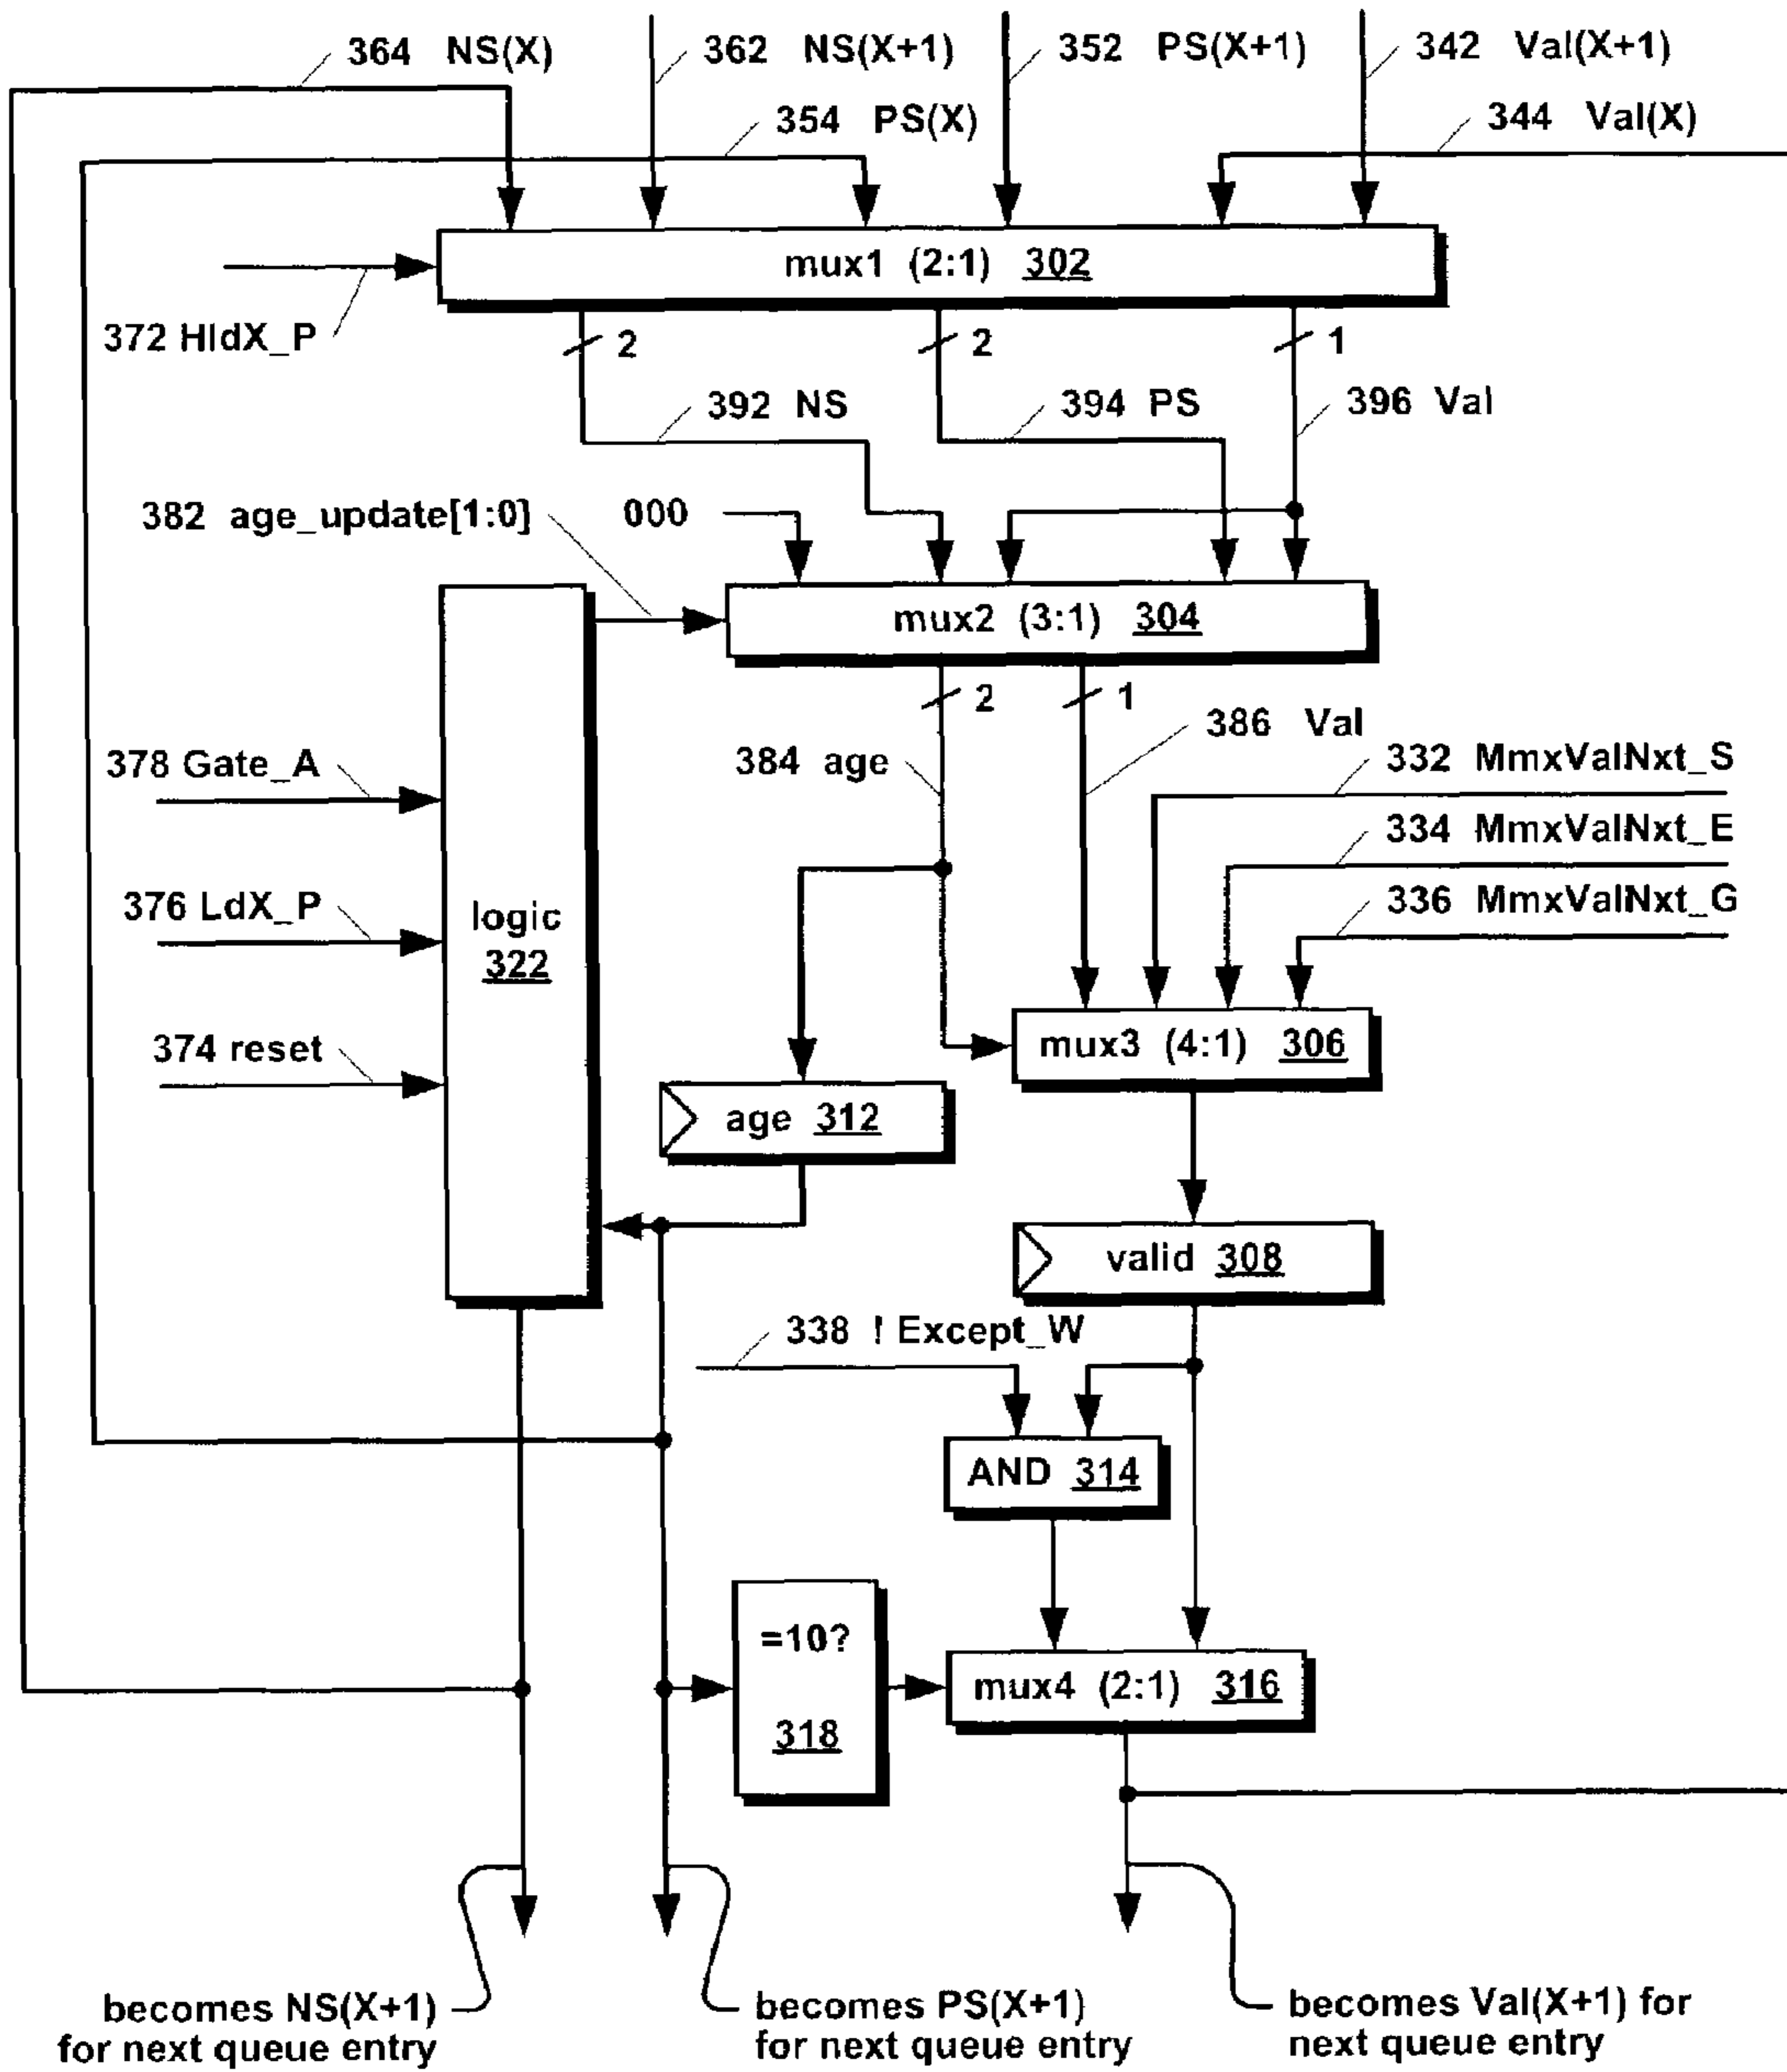 364 NS(X)
362 NS(X+1)
352 PS(X+1)
342 Val(X+1)
354 PS(X)
344 Val(X)
mux1 (2:1) 302
372 HldX_P
2
2
1
392 NS
394 PS
396 Val
382 age_update[1:0]
000
mux2 (3:1) 304
2
1
386 Val
378 Gate_A
384 age
332 MmxValNxt_S
334 MmxValNxt_E
376 LdX_P
336 MmxValNxt_G
logic
322
374 reset
mux3 (4:1) 306
age 312
valid 308
338 ! Except_W
AND 314
=10?
318
mux4 (2:1) 316
becomes NS(X+1)
for next queue entry
becomes PS(X+1)
for next queue entry
becomes Val(X+1) for
next queue entry